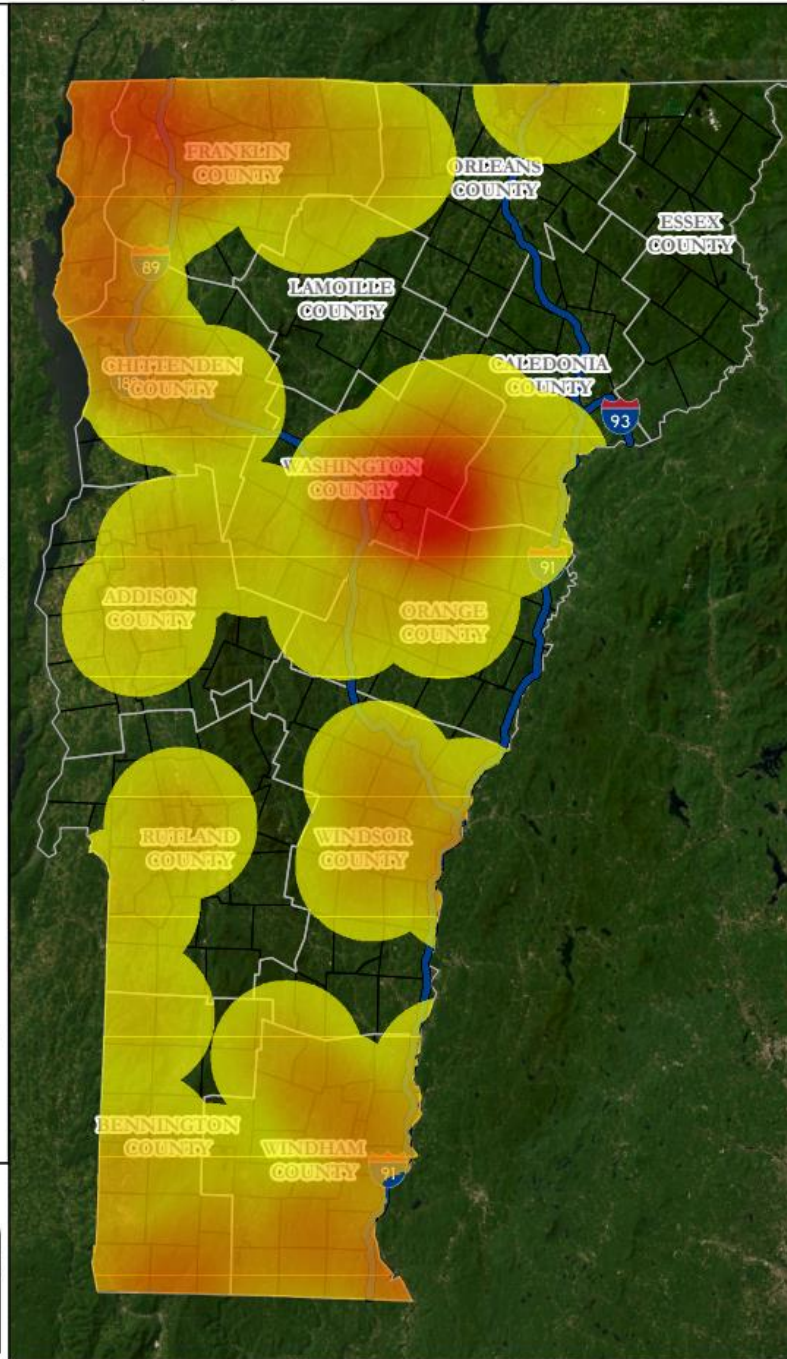 FRANKLIN
COUNTY
ORLEANS
COUNTY
ESSEX
COUNTY
89
LAMOILLE
COUNTY
CHITTENDEN
COUNTY
CALEDONIA
COUNTY
93
WASHINGTON
COUNTY
91
ADDISON
COUNTY
ORANGE
COUNTY
RUTLAND
COUNTY
WINDSOR
COUNTY
BENNINGTON
COUNTY
WINDHAM
COUNTY
91